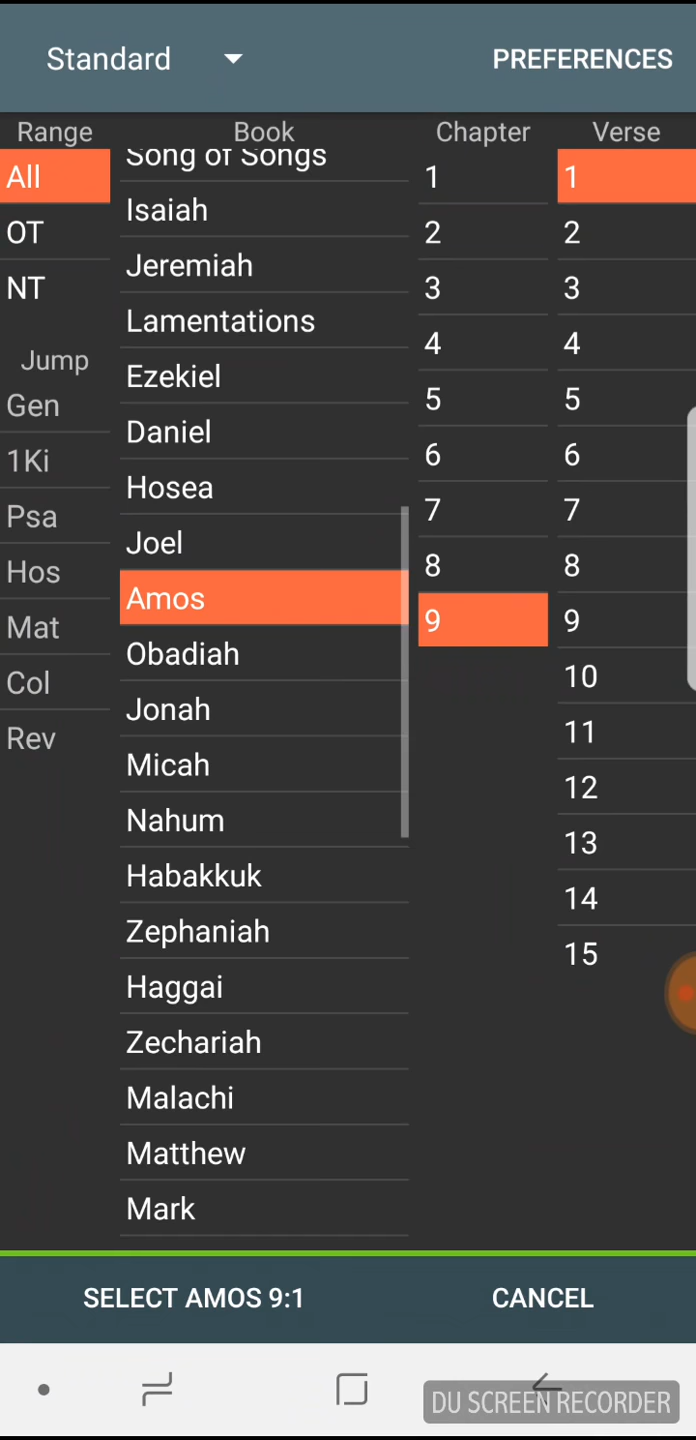 Standard
PREFERENCES
Range
Book
Chapter
Verse
All
OT
NT
Jump
Gen
1Ki
Psa
Hos
Mat
Col
Rev
Song of Songs
Isaiah
Jeremiah
Lamentations
Ezekiel
Daniel
Hosea
Joel
Amos
Obadiah
Jonah
Micah
Nahum
Habakkuk
Zephaniah
Haggai
Zechariah
Malachi
Matthew
Mark
1
2
3
4
5
6
7
8
9
1
2
3
4
5
6
7
8
9
10
11
12
13
14
15
SELECT AMOS 9:1
CANCEL
DU SCREEN RECORDER